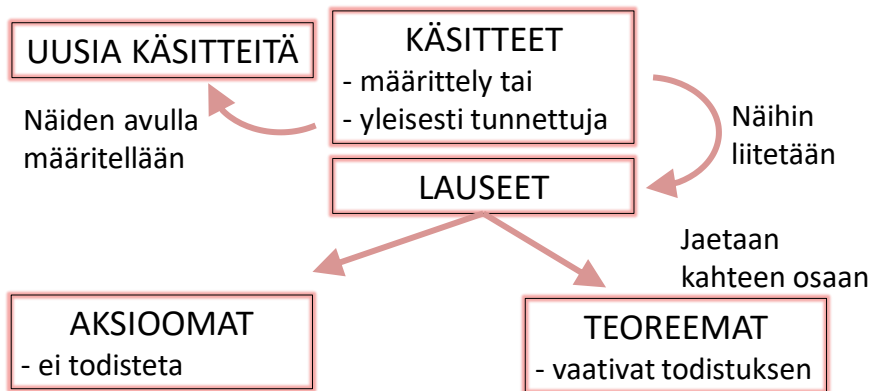 UUSIA KÄSITTEITÄ
KÄSITTEET
- määrittely tai
- yleisesti tunnettuja
Näiden avulla
määritellään
Näihin
liitetään
LAUSEET
Jaetaan
kahteen osaan
AKSIOOMAT
- ei todisteta
TEOREEMAT
- vaativat todistuksen